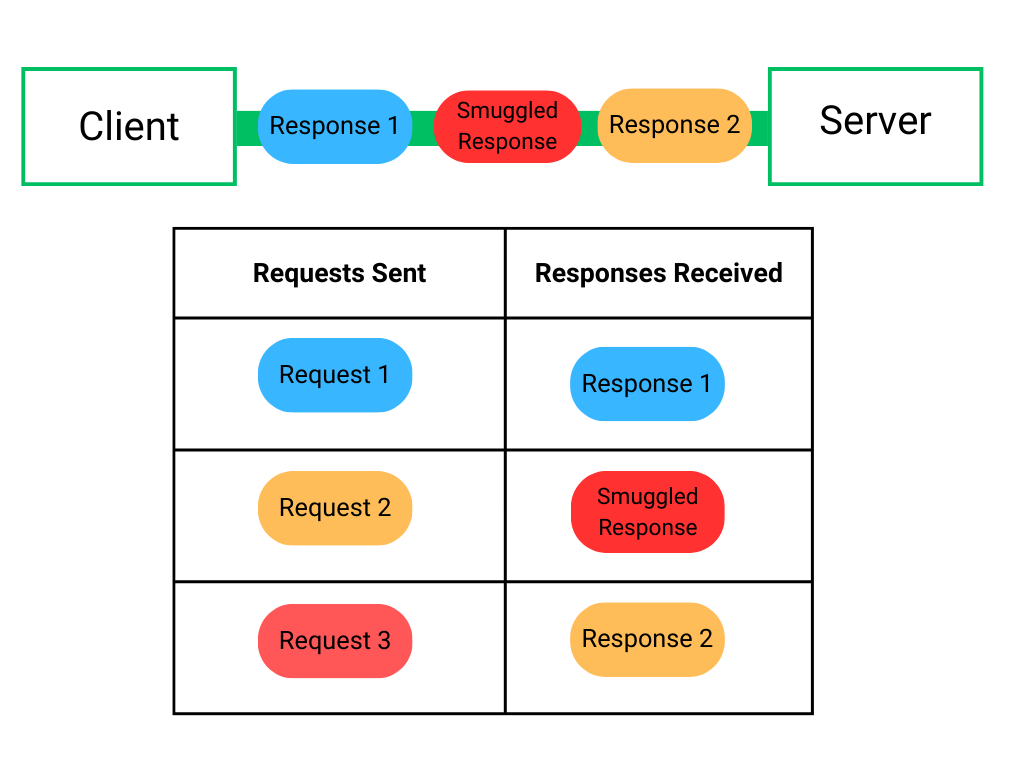 Client
Response 1
Smuggled
Response
Response 2
Server
Requests Sent
Responses Received
Request 1
Response 1
Request 2
Smuggled
Response
Request 3
Response 2